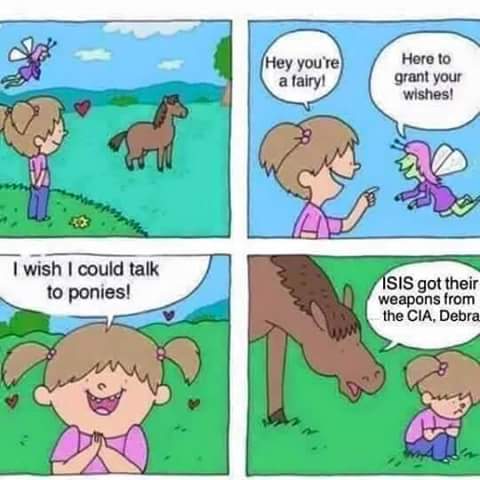 Hey you're
a fairy!
Here to
grant your
wishes!
I wish I could talk
to ponies!
ISIS got their
weapons from
the CIA, Debra